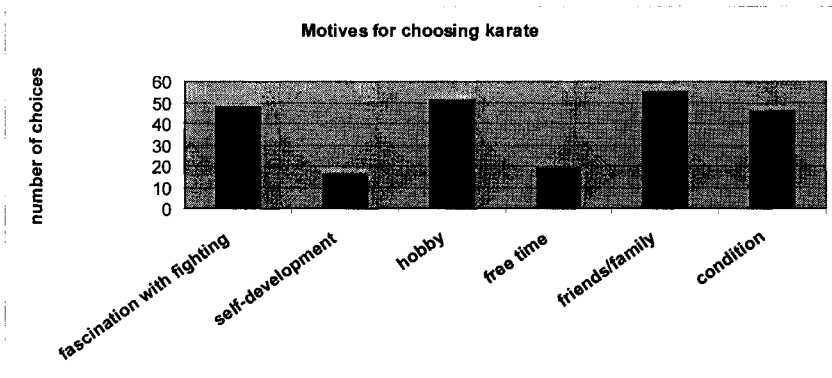 Motives for choosing karate
number of choices
60
50
40
30
20
10
0
fascination with fighting
self-development
hobby
free time
friends/family
condition